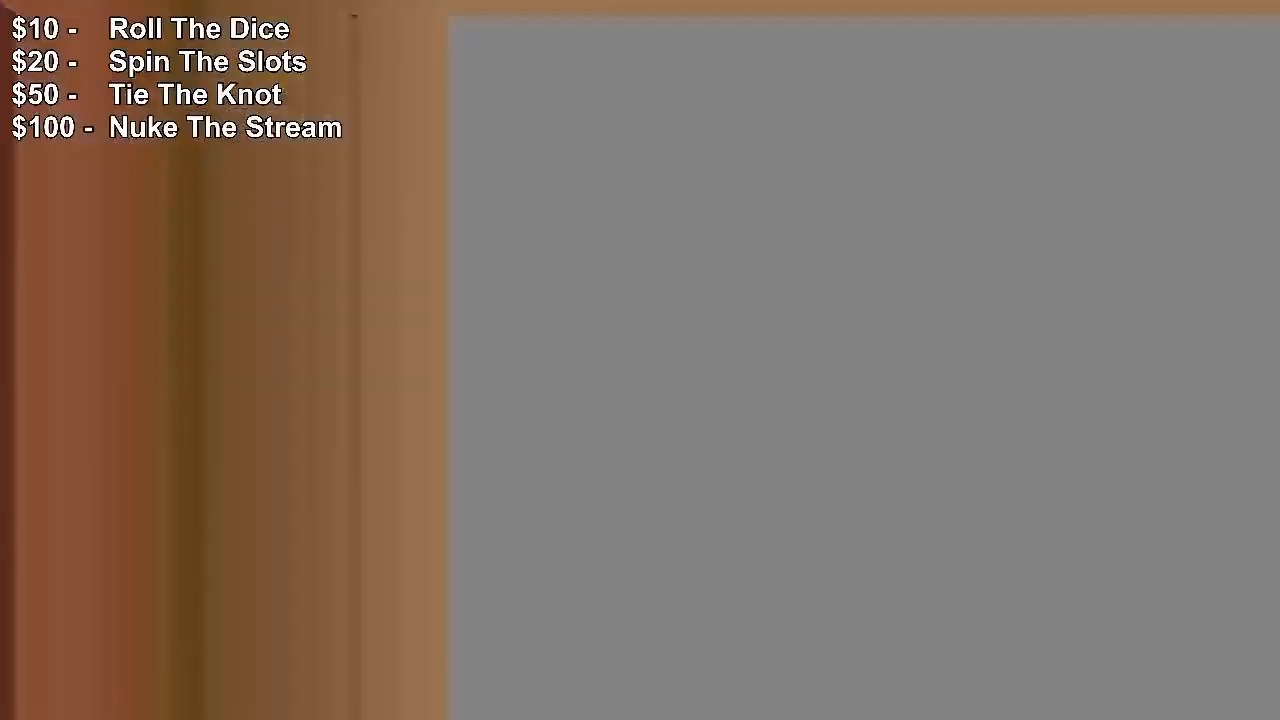 $10 - Roll The Dice
$20 - Spin The Slots
$50 - Tie The Knot
$100 - Nuke The Stream